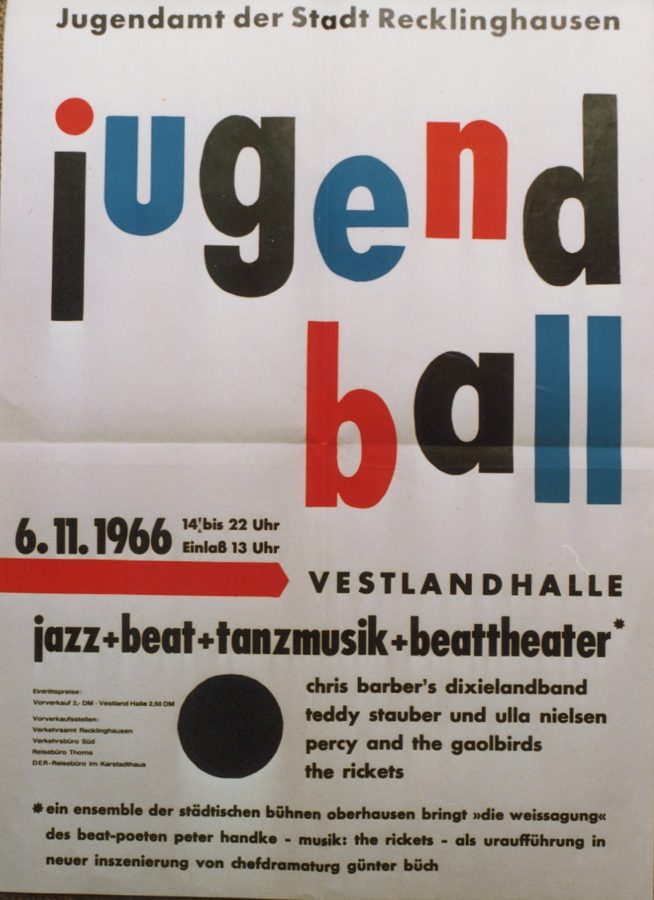 Jugendamt der Stadt Recklinghausen
jugend
ball
6.11.1966 14 bis 22 Uhr
Einlaß 13 Uhr
VESTLANDHALLE
jazz+beat+tanzmusik+beattheater*
Eintrittspreise:
Vorverkauf 2,- DM - Vestland Halle 2,50 DM
Vorverkaufsstellen:
Verkehrsamt Recklinghausen
Verkehrsbüro Süd
Reisebüro Thoms
DER-Reisebüro im Karstadthaus
chris barber's dixielandband
teddy stauber und ulla nielsen
percy and the gaolbirds
the rickets
*ein ensemble der städtischen bühnen oberhausen bringt »die weissagung«
des beat-poeten peter handke - musik: the rickets - als uraufführung in
neuer inszenierung von chefdramaturg günter büch